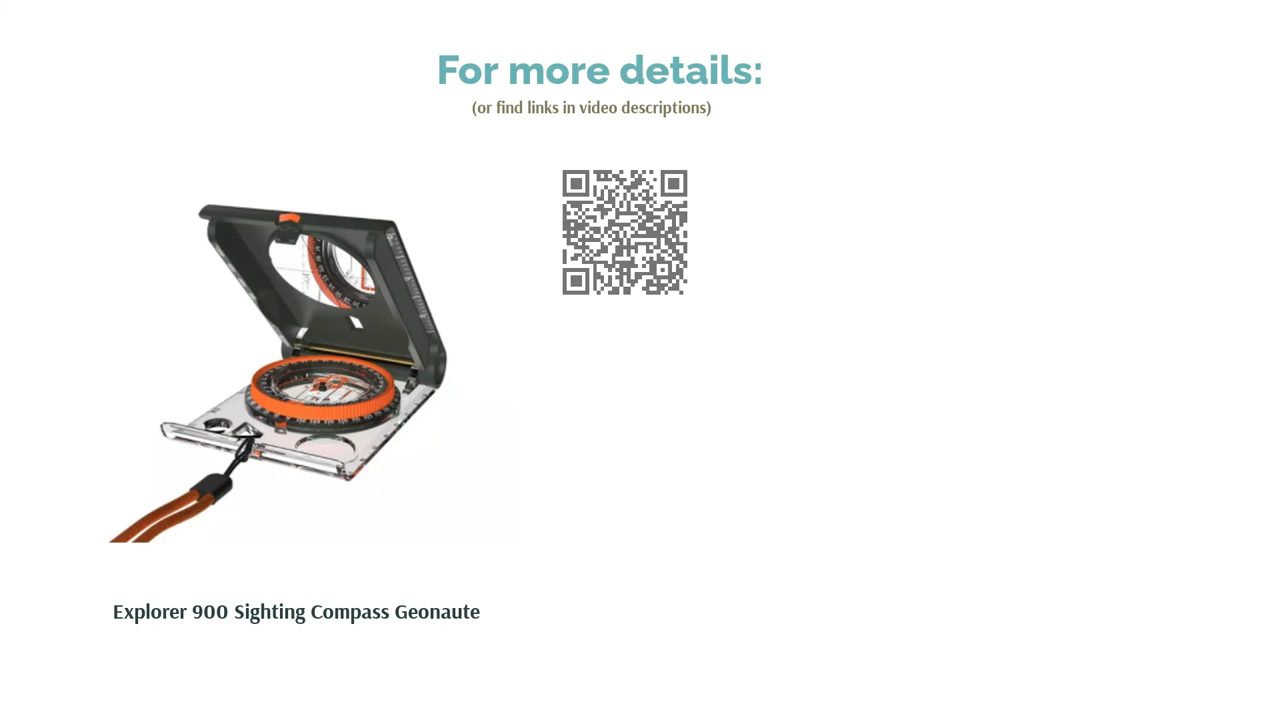 For more details:
(or find links in video descriptions)
Explorer 900 Sighting Compass Geonaute